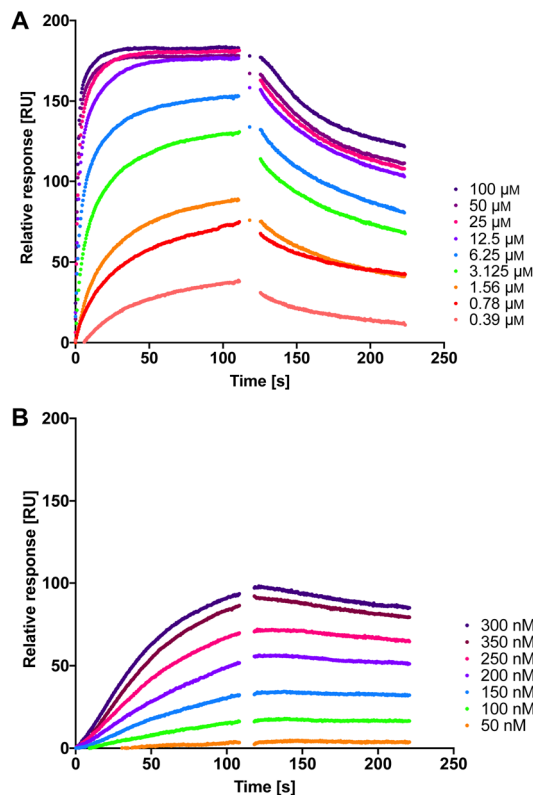 A
200
150
100
50
0
Relative response [RU]
0 50 100 150 200 250
Time [s]
100 µM
50 µM
25 µM
12.5 µM
6.25 µM
3.125 µM
1.56 µM
0.78 µM
0.39 µM
B
200
150
100
50
0
Relative response [RU]
0 50 100 150 200 250
Time [s]
300 nM
350 nM
250 nM
200 nM
150 nM
100 nM
50 nM